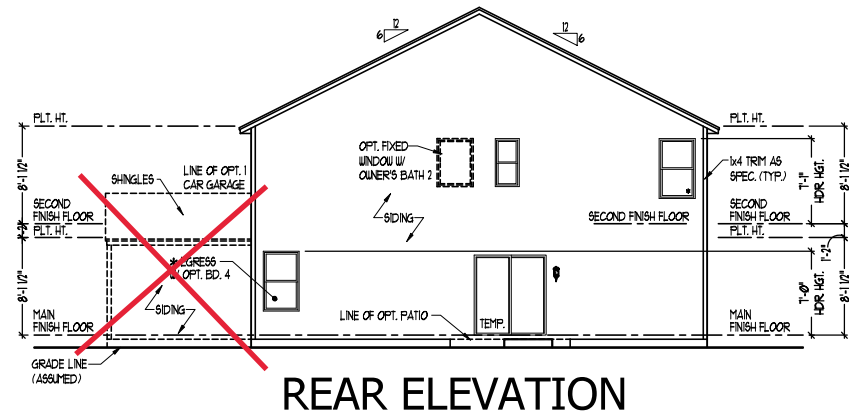 12
6
12
6
PLT. HT.
PLT. HT.
OPT. FIXED
WINDOW W/
OWNER'S BATH 2
1x4 TRIM AS
SPEC. (TYP.)
LINE OF OPT. 1
CAR GARAGE
SHINGLES
8'-1 1/2"
7'-1"
HDR. HGT.
8'-1 1/2"
SECOND
FINISH FLOOR
SIDING
SECOND FINISH FLOOR
SECOND
FINISH FLOOR
1'-2"
PLT. HT.
PLT. HT.
1'-2"
* EGRESS
W/ OPT. BD. 4
8'-1 1/2"
SIDING
7'-0"
HDR. HGT.
8'-1 1/2"
MAIN
FINISH FLOOR
LINE OF OPT. PATIO
TEMP.
MAIN
FINISH FLOOR
GRADE LINE
(ASSUMED)
REAR ELEVATION